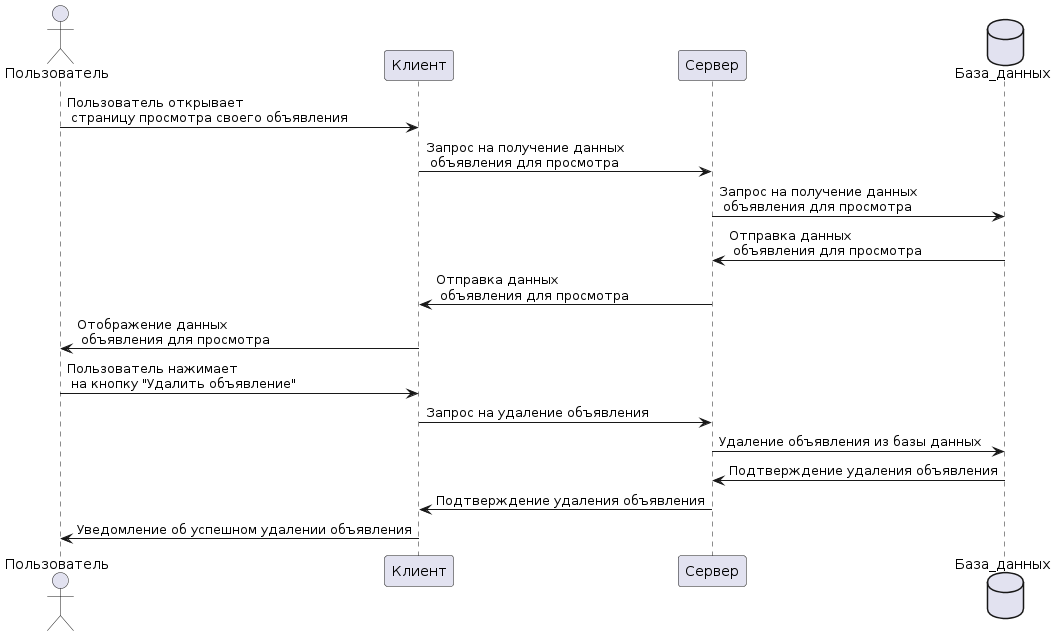 Пользователь
Клиент
Сервер
База_данных
Пользователь открывает
страницу просмотра своего объявления
Запрос на получение данных
объявления для просмотра
Запрос на получение данных
объявления для просмотра
Отправка данных
объявления для просмотра
Отправка данных
объявления для просмотра
Отображение данных
объявления для просмотра
Пользователь нажимает
на кнопку "Удалить объявление"
Запрос на удаление объявления
Удаление объявления из базы данных
Подтверждение удаления объявления
Подтверждение удаления объявления
Уведомление об успешном удалении объявления
Пользователь
Клиент
Сервер
База_данных